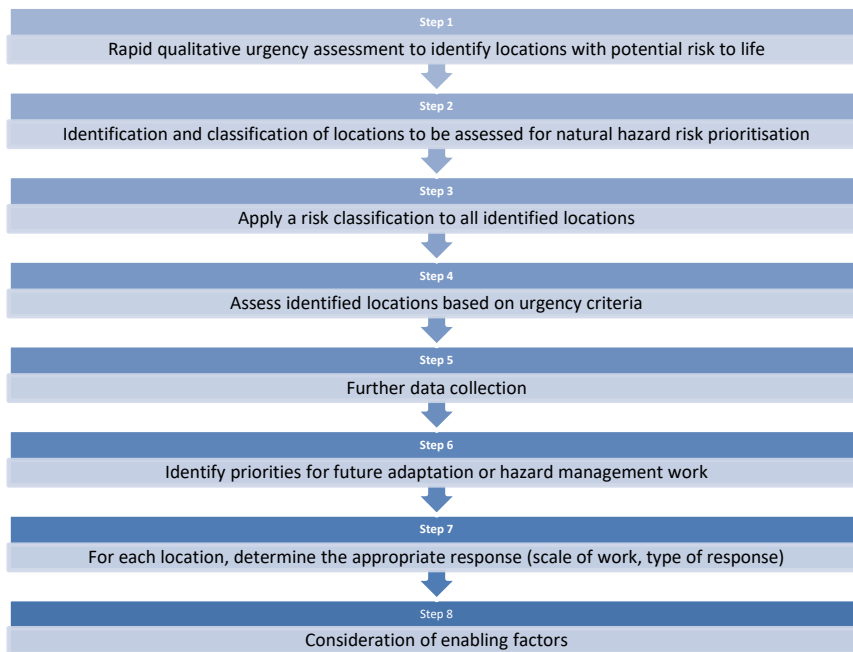 Step 1
Rapid qualitative urgency assessment to identify locations with potential risk to life
Step 2
Identification and classification of locations to be assessed for natural hazard risk prioritisation
Step 3
Apply a risk classification to all identified locations
Step 4
Assess identified locations based on urgency criteria
Step 5
Further data collection
Step 6
Identify priorities for future adaptation or hazard management work
Step 7
For each location, determine the appropriate response (scale of work, type of response)
Step 8
Consideration of enabling factors